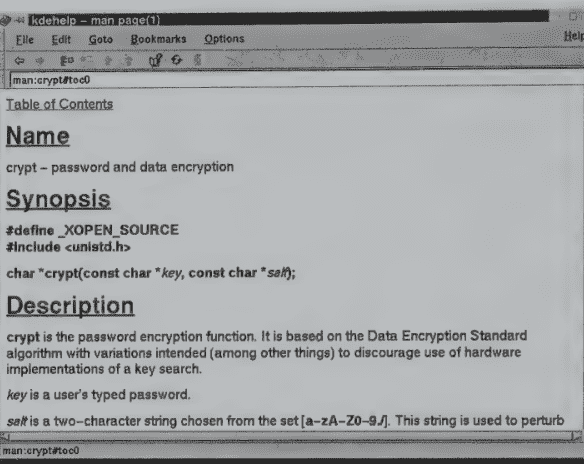 kdehelp – man page(1)
File Edit Goto Bookmarks Options Help
man:crypt#toc0
Table of Contents
Name
crypt – password and data encryption
Synopsis
#define _XOPEN_SOURCE
#include <unistd.h>
char *crypt(const char *key, const char *salt);
Description
crypt is the password encryption function. It is based on the Data Encryption Standard
algorithm with variations intended (among other things) to discourage use of hardware
implementations of a key search.
key is a user's typed password.
salt is a two–character string chosen from the set [a–zA–Z0–9./]. This string is used to perturb
man:crypt#toc0